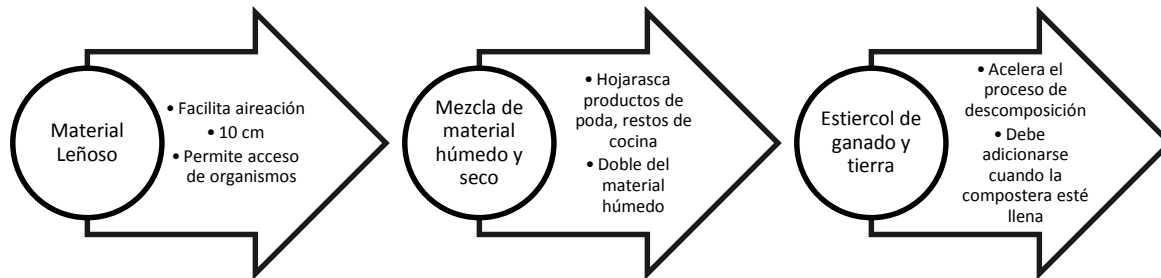 Material
Leñoso
• Facilita aireación
• 10 cm
• Permite acceso
de organismos
Mezcla de
material
húmedo y
seco
• Hojarasca
productos de
poda, restos de
cocina
• Doble del
material
húmedo
Estiercol de
ganado y
tierra
• Acelera el
proceso de
descomposición
• Debe
adicionarse
cuando la
compostera esté
llena